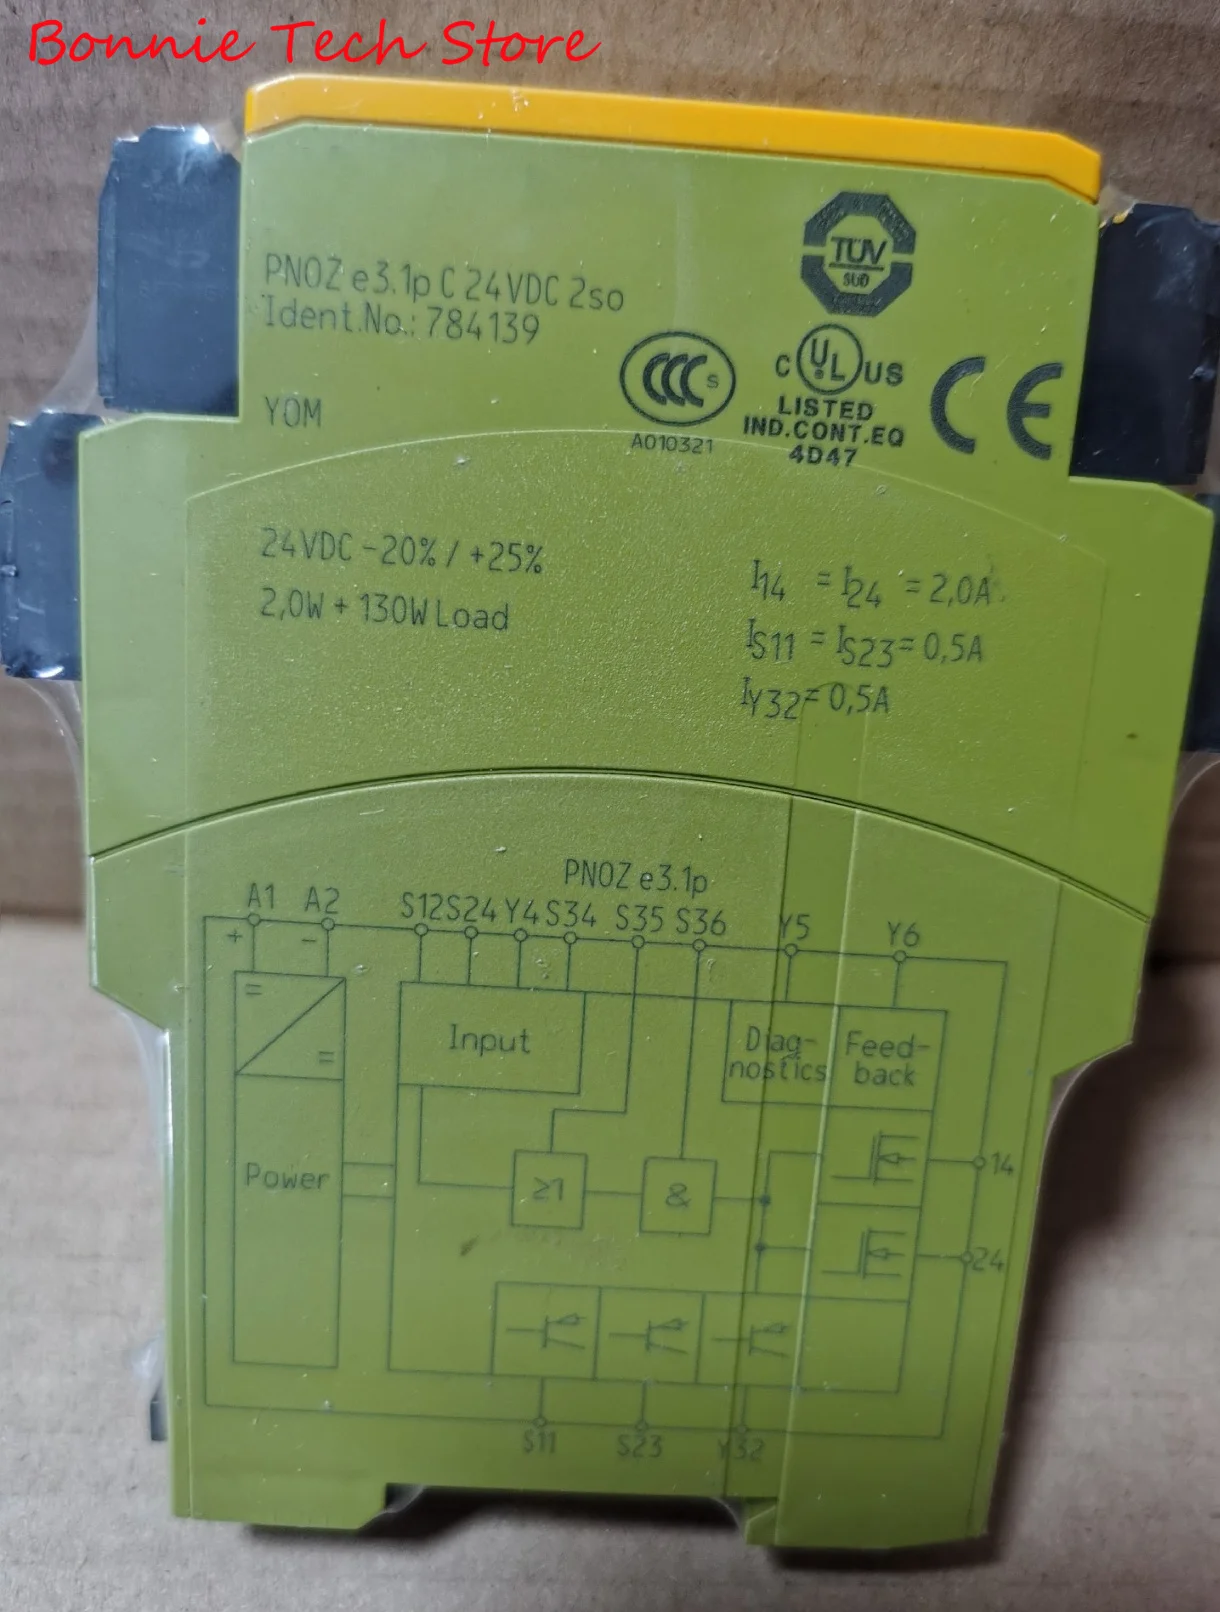 Bonnie Tech Store
TÜV
SÜD
PNOZ e3.1p C 24VDC 2so
Ident.No.: 784139
CCC S
C UL US
CE
YOM
A010321
LISTED
IND.CONT.EQ
4D47
24VDC -20% / +25%
2,0W + 130W Load
I14 = I24 = 2,0A
IS11 = IS23= 0,5A
IY32= 0,5A
PNOZ e3.1p
A1 A2 S12 S24 Y4 S34 S35 S36 Y5 Y6
+ -
=
=
Input
Diag-
nostics
Feed-
back
Power
≥1
&
14
24
S11 S23 Y32